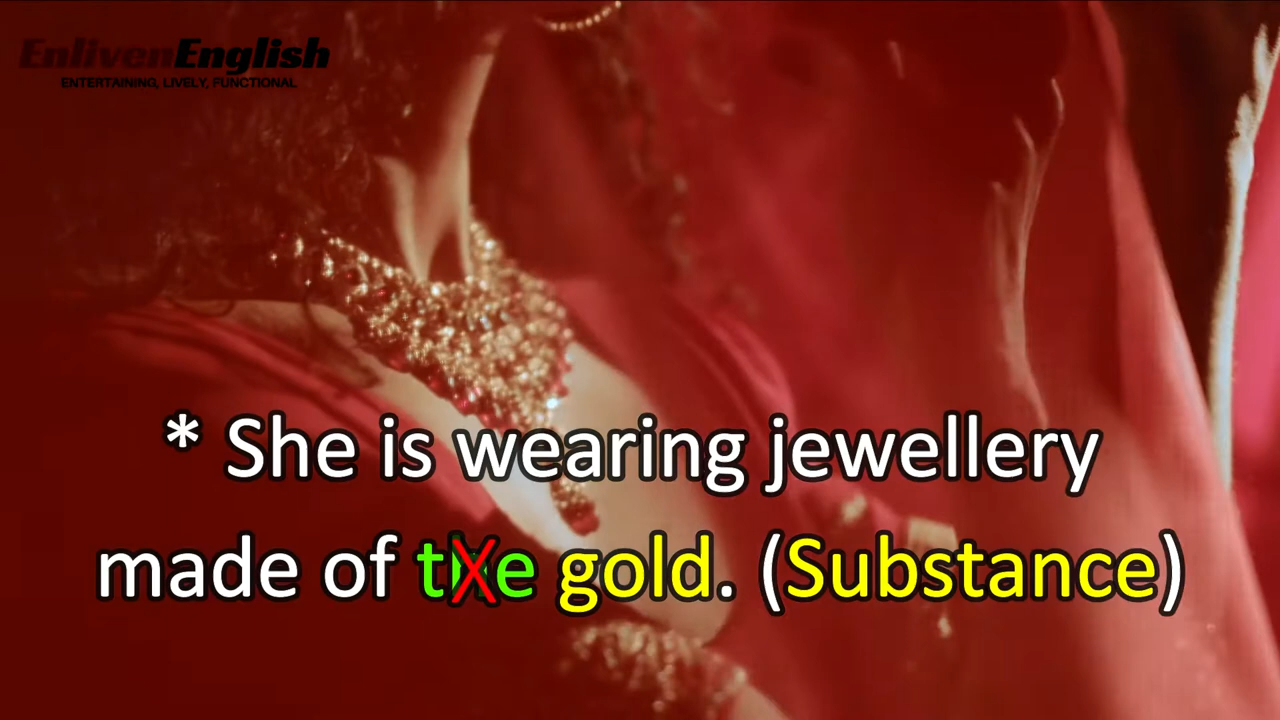 EnlivenEnglish
ENTERTAINING, LIVELY, FUNCTIONAL
* She is wearing jewellery
made of the gold. (Substance)